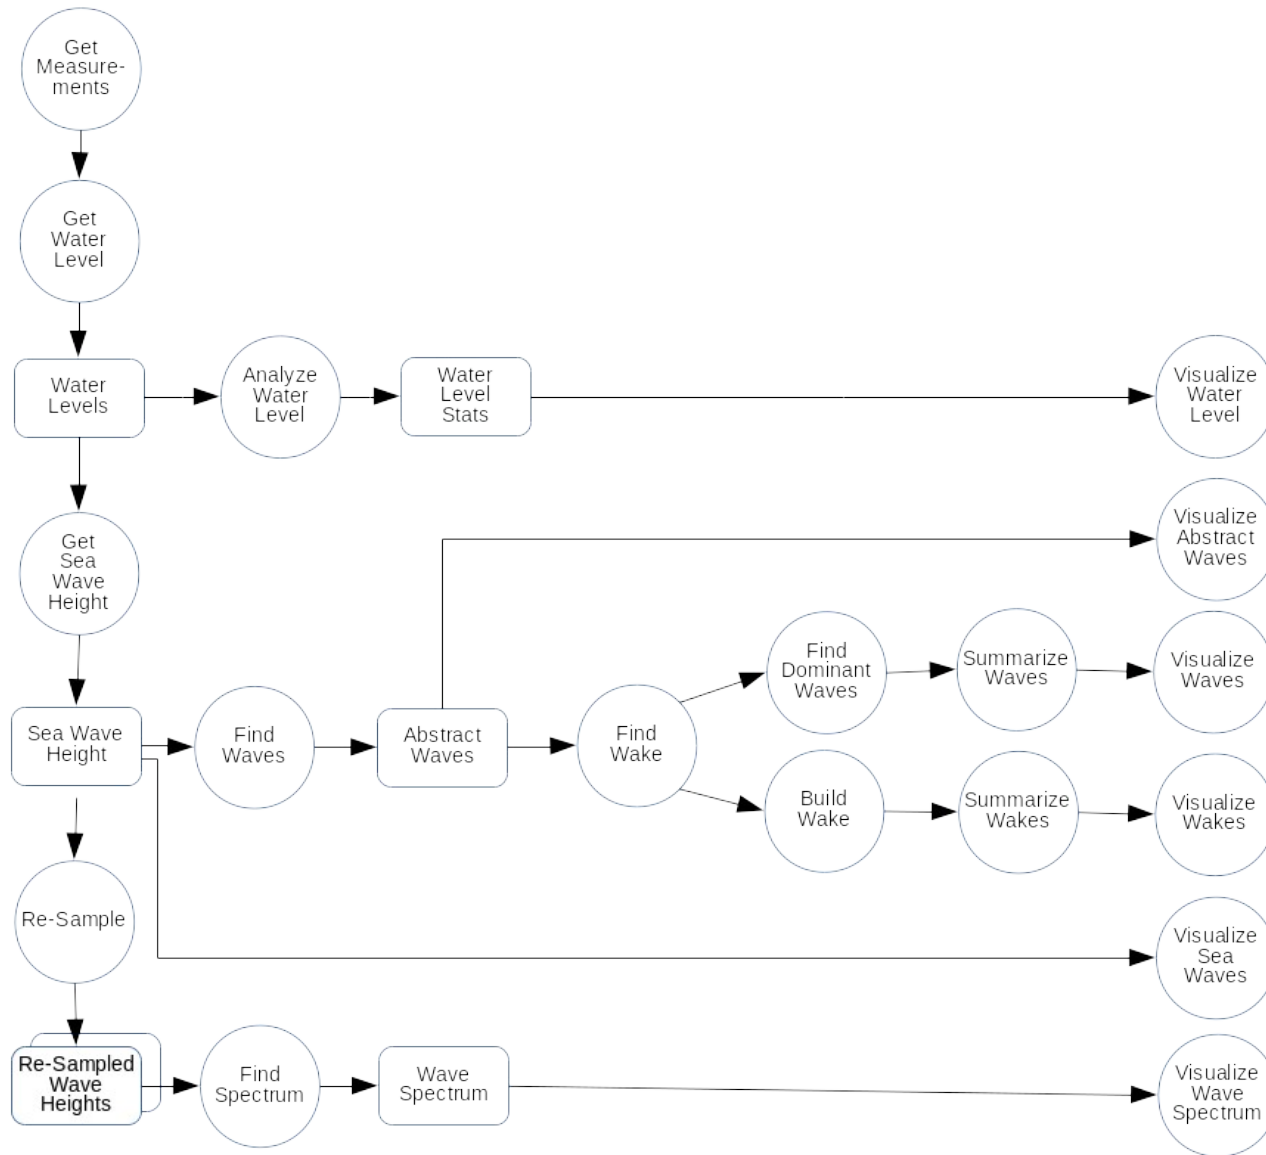 Get
Measure-
ments
Get
Water
Level
Water
Levels
Analyze
Water
Level
Water
Level
Stats
Visualize
Water
Level
Visualize
Abstract
Waves
Get
Sea
Wave
Height
Find
Dominant
Waves
Summarize
Waves
Visualize
Waves
Sea Wave
Height
Find
Waves
Abstract
Waves
Find
Wake
Build
Wake
Summarize
Wakes
Visualize
Wakes
Re-Sample
Visualize
Sea
Waves
Re-Sampled
Wave
Heights
Find
Spectrum
Wave
Spectrum
Visualize
Wave
Spectrum